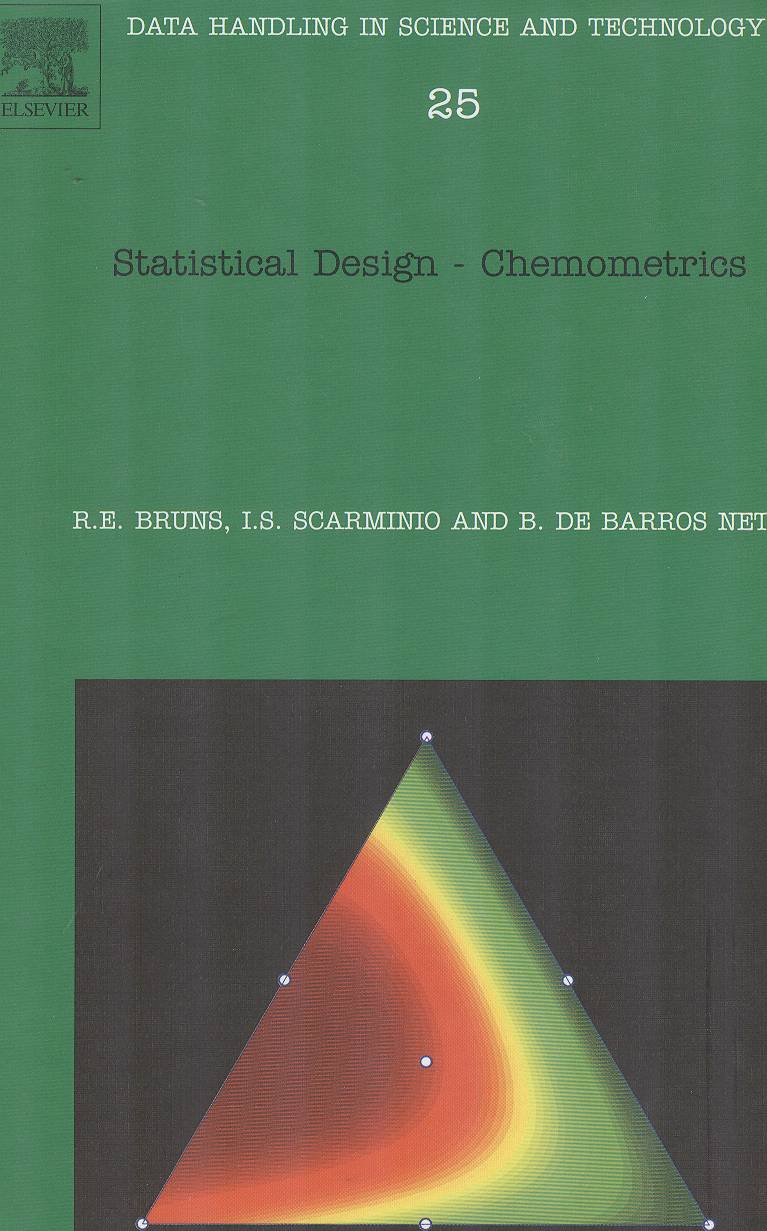 DATA HANDLING IN SCIENCE AND TECHNOLOGY
ELSEVIER
25
Statistical Design - Chemometrics
R.E. BRUNS, I.S. SCARMINIO AND B. DE BARROS NET